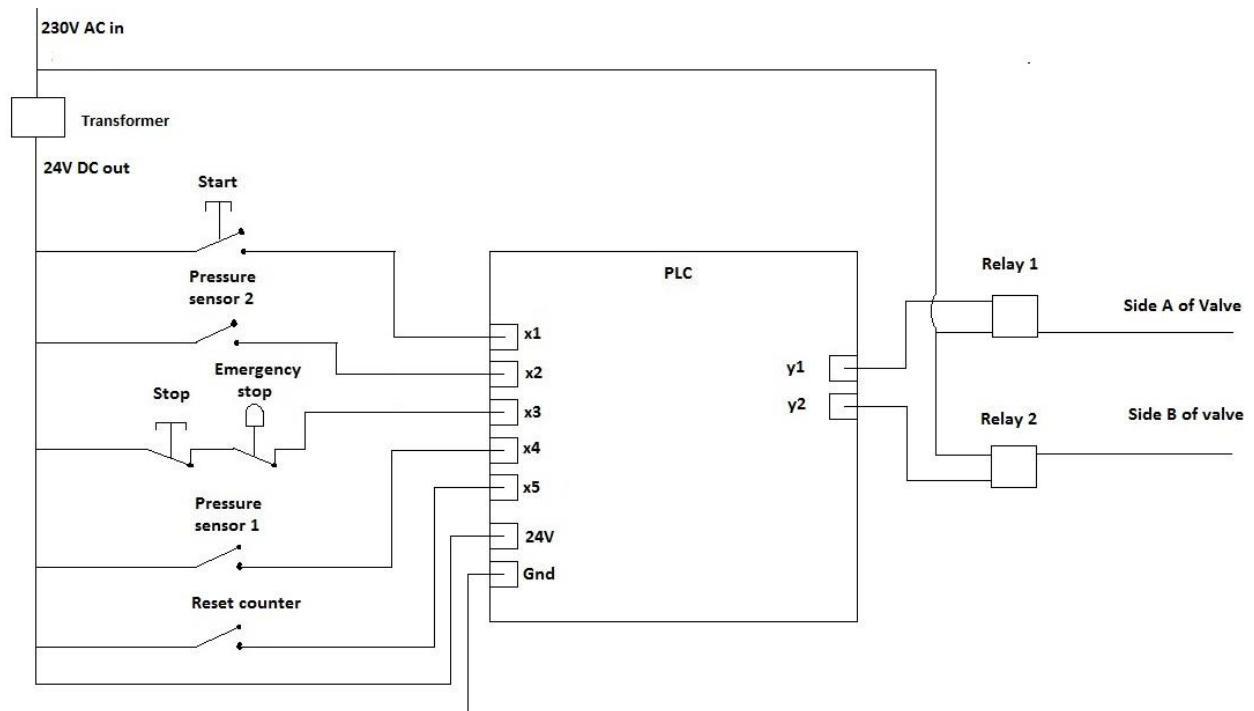 230V AC in
Transformer
24V DC out
Start
Pressure
sensor 2
Emergency
stop
Stop
Pressure
sensor 1
Reset counter
PLC
x1
x2
x3
x4
x5
24V
Gnd
y1
y2
Relay 1
Side A of Valve
Relay 2
Side B of valve